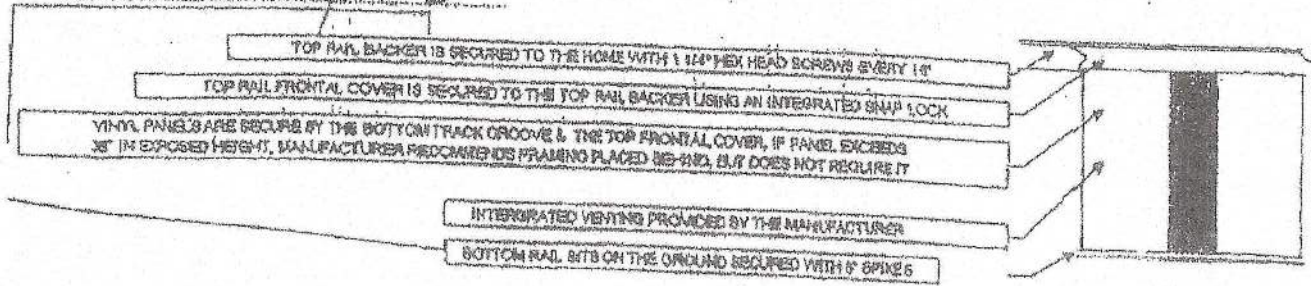 TOP RAIL BACKER IS SECURED TO THE HOME WITH 1 1/4" HEX HEAD SCREWS EVERY 16"
TOP RAIL FRONTAL COVER IS SECURED TO THE TOP RAIL BACKER USING AN INTEGRATED SNAP LOCK
VINYL PANELS ARE SECURE BY THE BOTTOM TRACK GROOVE & THE TOP FRONTAL COVER, IF PANEL EXCEEDS
IN EXPOSED HEIGHT, MANUFACTURER RECOMMENDS FRAMING PLACED BEHIND, BUT DOES NOT REQUIRE IT
INTERGRATED VENTING PROVIDED BY THE MANUFACTURER
BOTTOM RAIL SITS ON THE GROUND SECURED WITH SPIKES